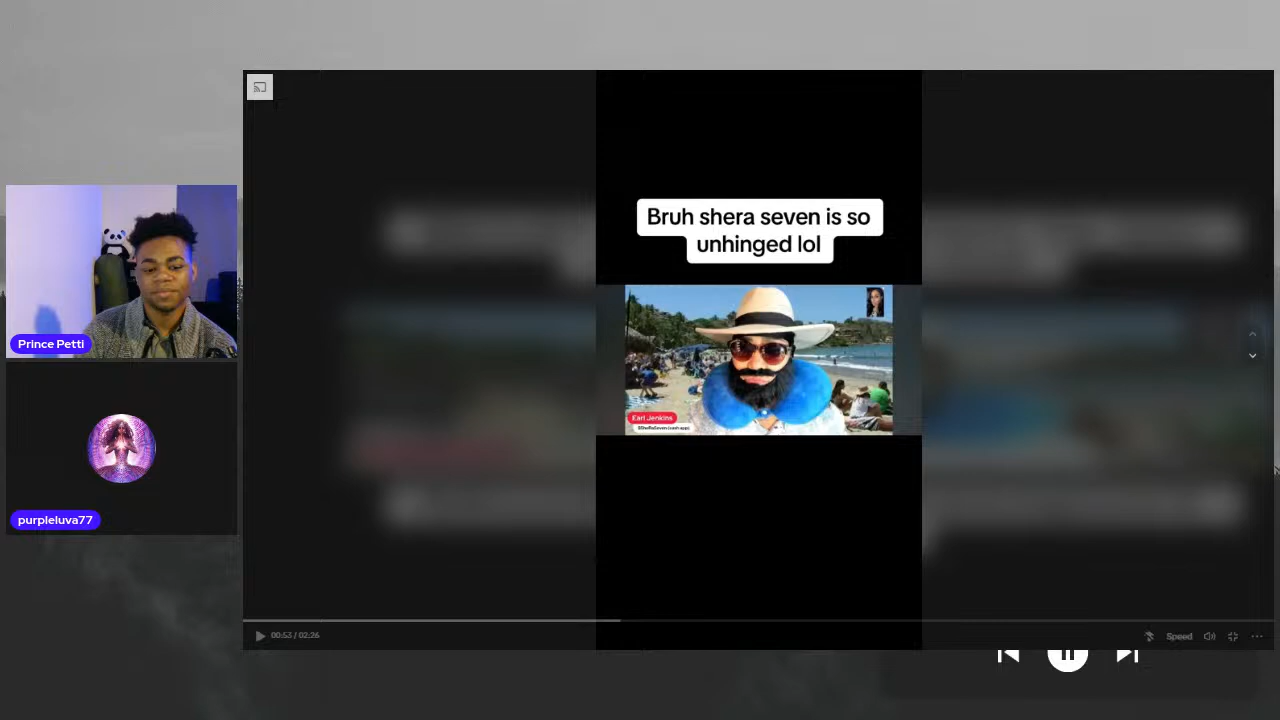 Bruh shera seven is so
unhinged lol
Earl Jenkins
Prince Petti
purpleluva77
00:53 / 02:26
Speed